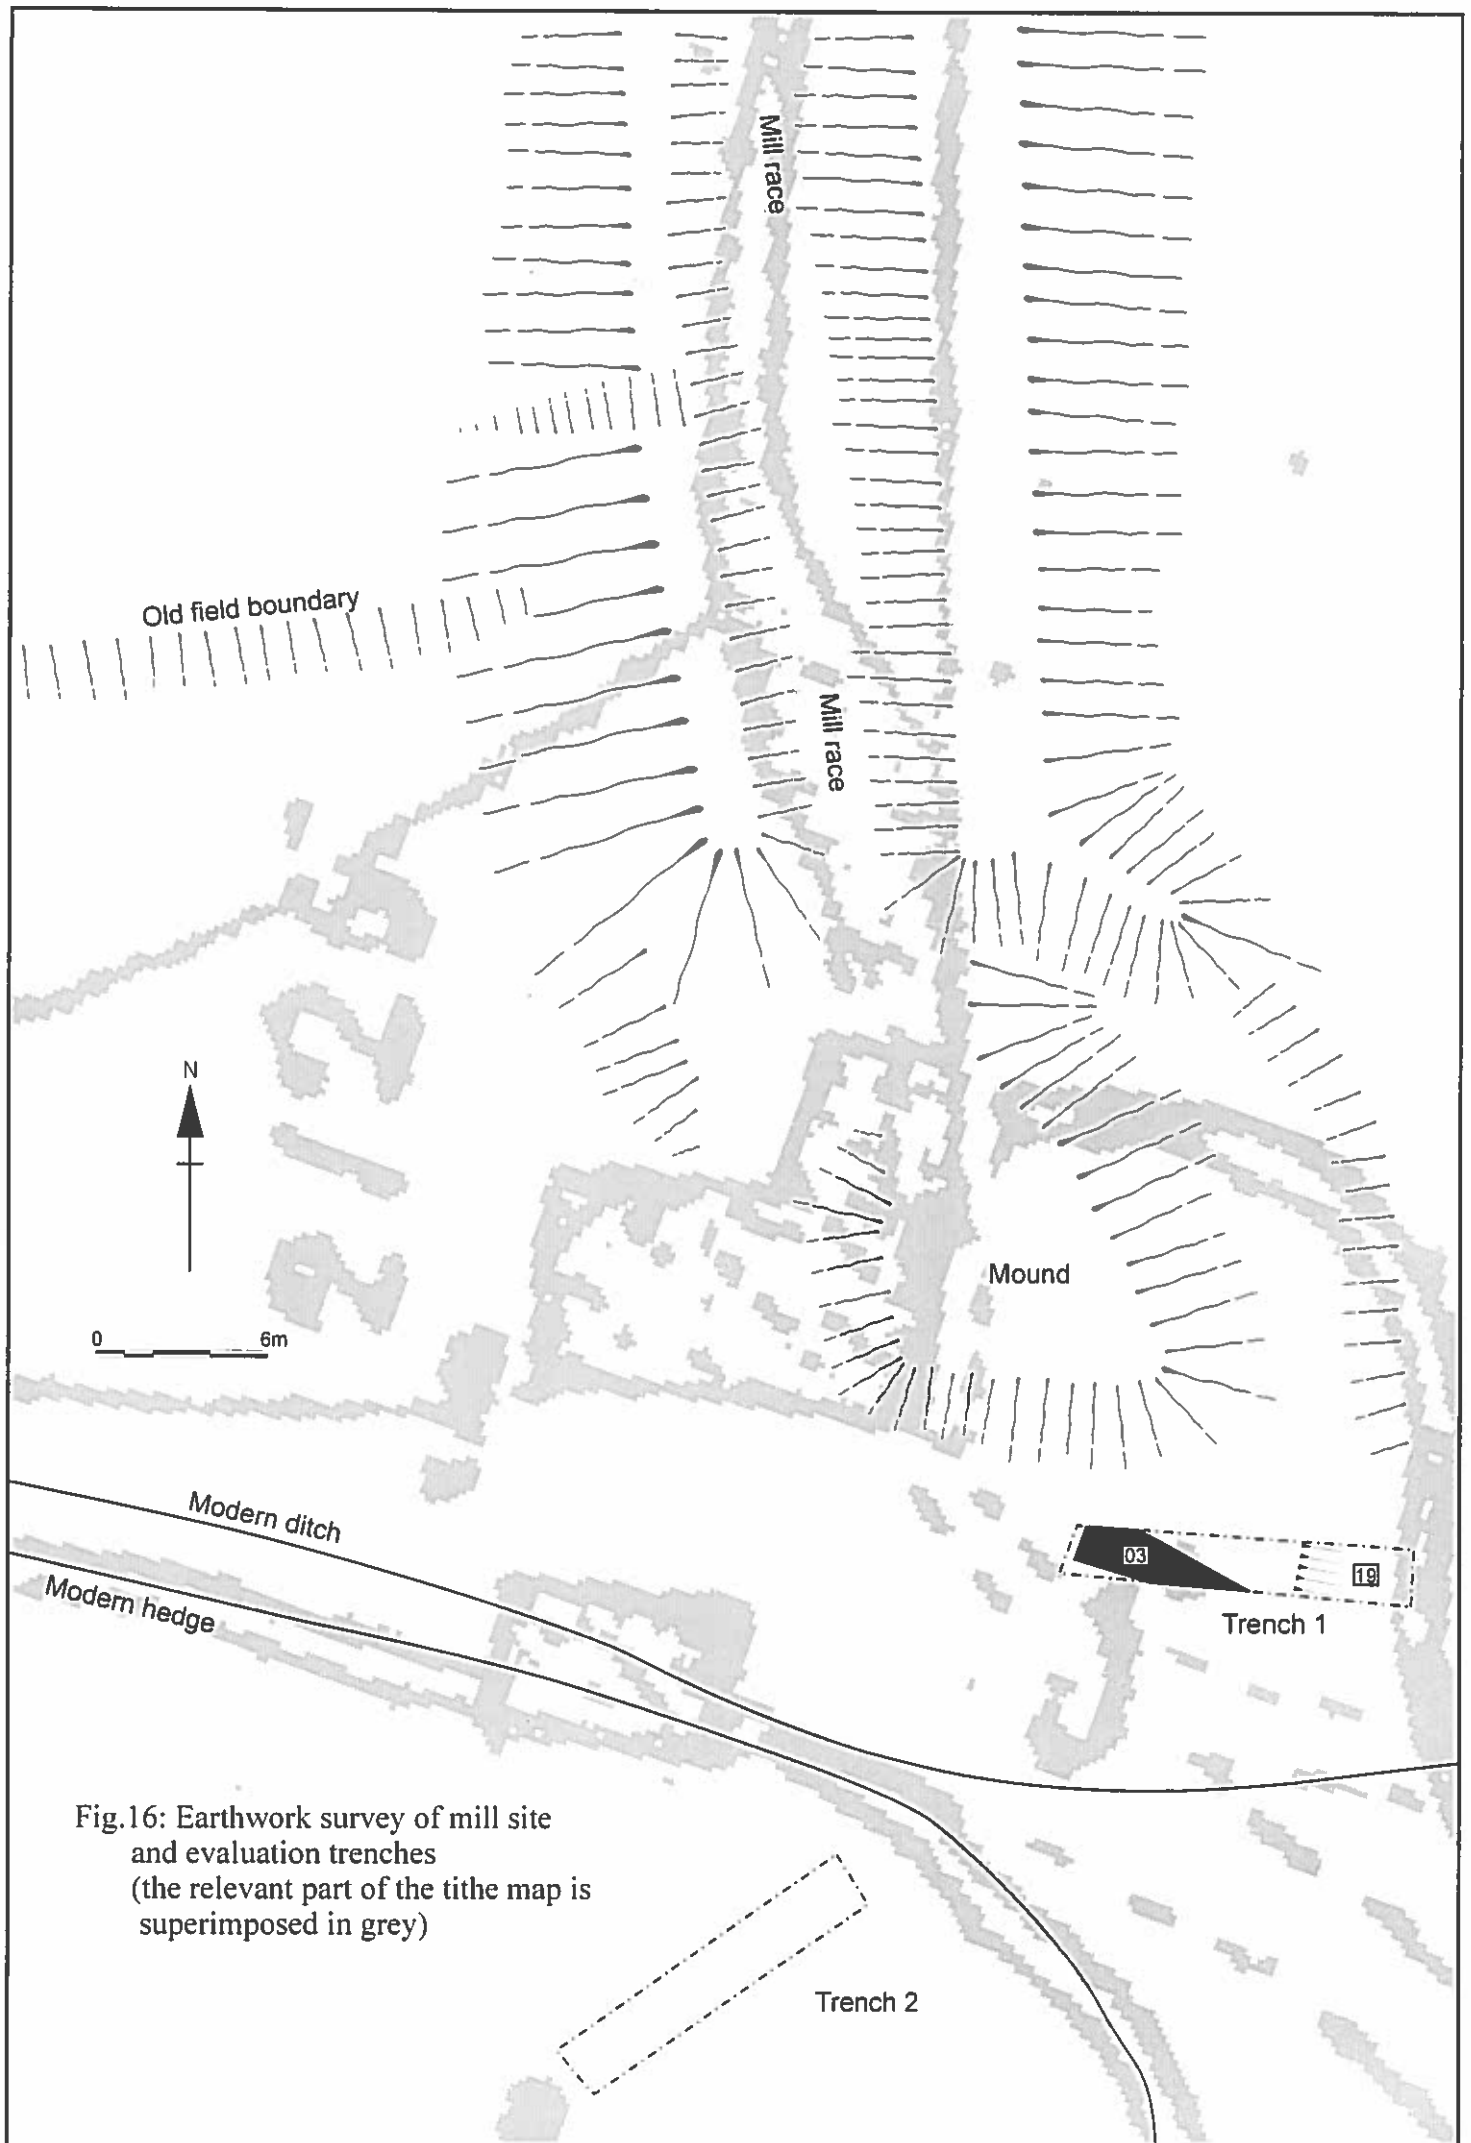 Mill race
Old field boundary
Mill race
N
212
0 6m
Mound
Modern ditch
Modern hedge
03
19
Trench 1
Fig.16: Earthwork survey of mill site
and evaluation trenches
(the relevant part of the tithe map is
superimposed in grey)
Trench 2